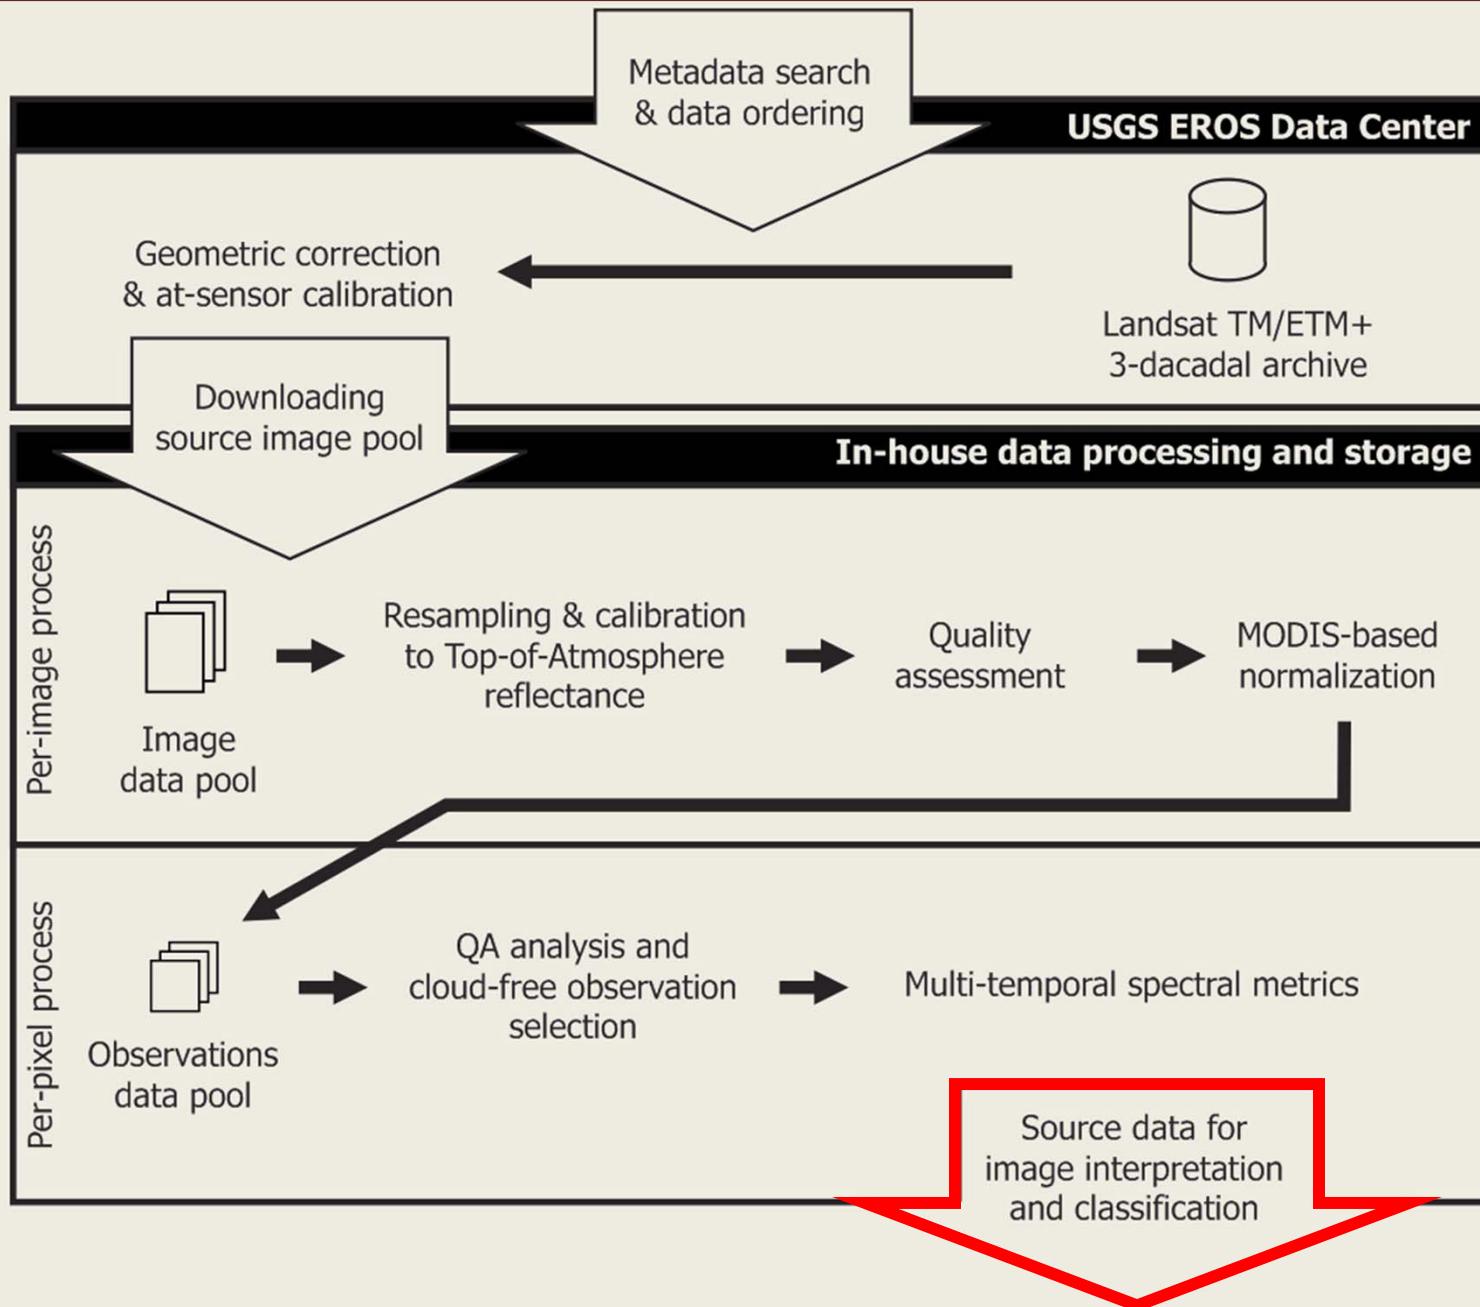 Metadata search
& data ordering
USGS EROS Data Center
Geometric correction
& at-sensor calibration
Landsat TM/ETM+
3-dacadal archive
Downloading
source image pool
In-house data processing and storage
Per-image process
Image
data pool
Resampling & calibration
to Top-of-Atmosphere
reflectance
Quality
assessment
MODIS-based
normalization
Per-pixel process
Observations
data pool
QA analysis and
cloud-free observation
selection
Multi-temporal spectral metrics
Source data for
image interpretation
and classification